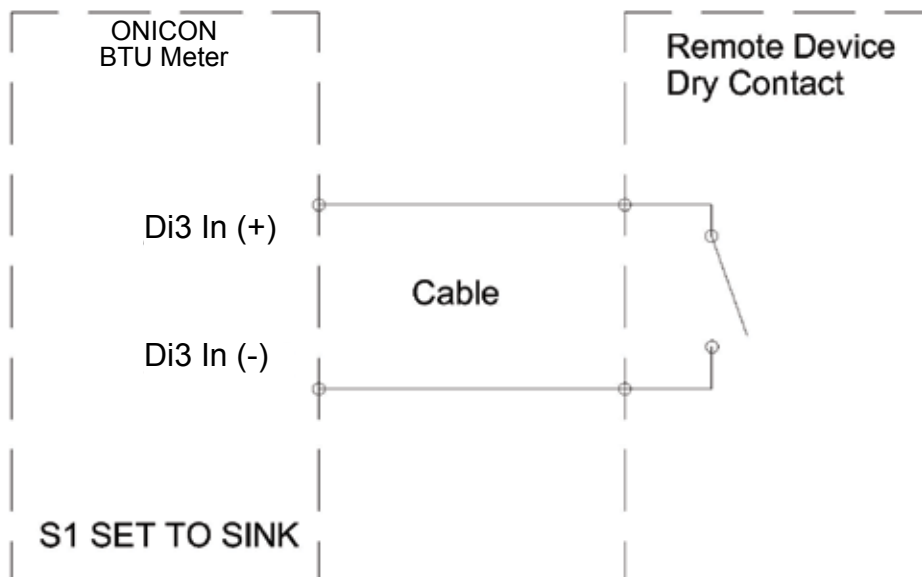 ONICON
BTU Meter
Remote Device
Dry Contact
Di3 In (+)
Cable
Di3 In (-)
S1 SET TO SINK